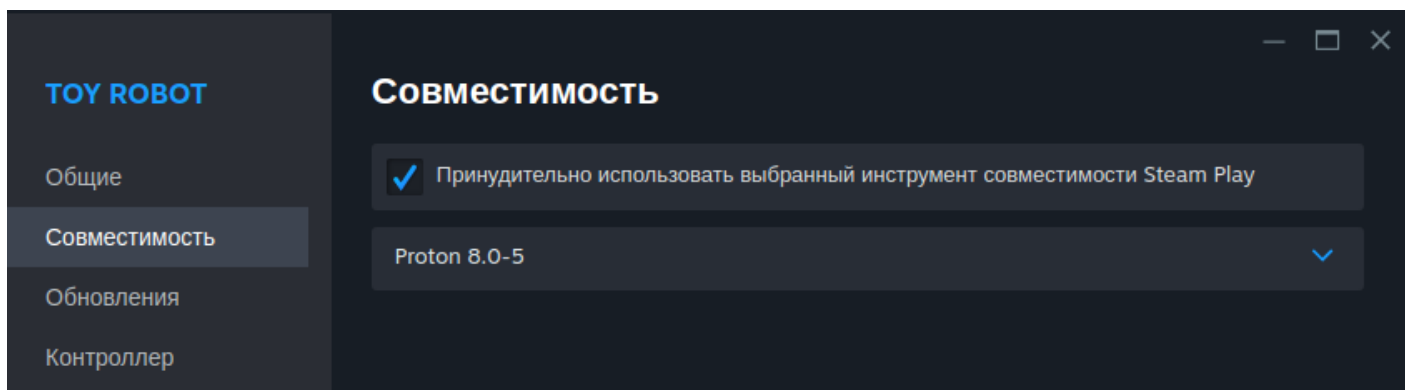 TOY ROBOT
Общие
Совместимость
Обновления
Контроллер
Совместимость
Принудительно использовать выбранный инструмент совместимости Steam Play
Proton 8.0-5